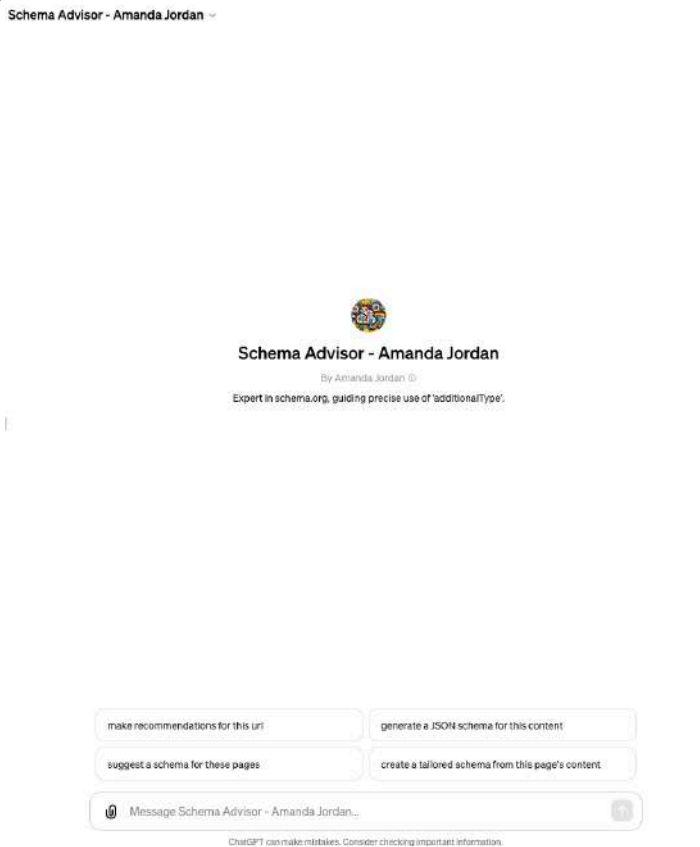 Schema Advisor - Amanda Jordan
Schema Advisor - Amanda Jordan
By Amanda Jordan
Expert in schema.org, guiding precise use of 'additionalType'.
make recommendations for this url
generate a JSON schema for this content
suggest a schema for these pages
create a tailored schema from this page's content
Message Schema Advisor - Amanda Jordan...
ChatGPT can make mistakes. Consider checking important information.